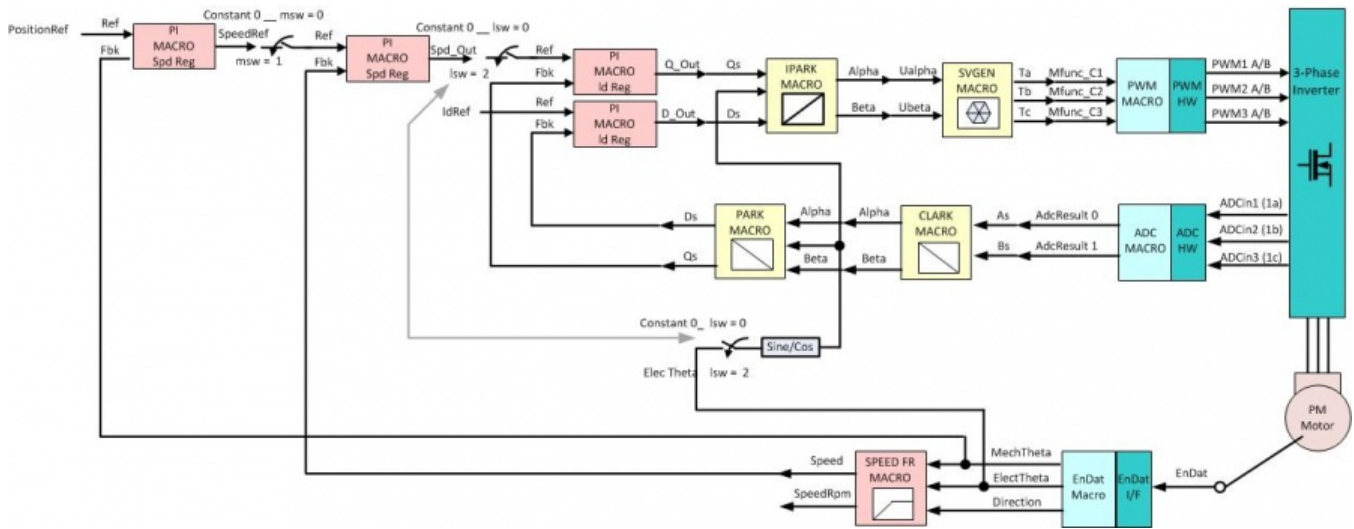 Constant 0 __ msw = 0
PositionRef
Ref
Fbk
PI
MACRO
Spd Reg
SpeedRef
msw = 1
Ref
Fbk
PI
MACRO
Spd Reg
Constant 0 __ lsw = 0
Spd_Out
lsw = 2
Ref
Fbk
PI
MACRO
Id Reg
Q_Out
Qs
IdRef
Ref
Fbk
PI
MACRO
Id Reg
D_Out
Ds
IPARK
MACRO
Alpha
Ualpha
Beta
Ubeta
SVGEN
MACRO
Ta
Mfunc_C1
Tb
Mfunc_C2
Tc
Mfunc_C3
PWM
MACRO
PWM
HW
PWM1 A/B
PWM2 A/B
PWM3 A/B
3-Phase
Inverter
Ds
Qs
PARK
MACRO
Alpha
Alpha
Beta
Beta
CLARK
MACRO
As
AdcResult 0
Bs
AdcResult 1
ADC
MACRO
ADC
HW
ADCin1 (1a)
ADCin2 (1b)
ADCin3 (1c)
Constant 0_ lsw = 0
Sine/Cos
Elec Theta
lsw = 2
PM
Motor
Speed
SpeedRpm
SPEED FR
MACRO
MechTheta
ElectTheta
Direction
EnDat
Macro
EnDat
I/F
EnDat